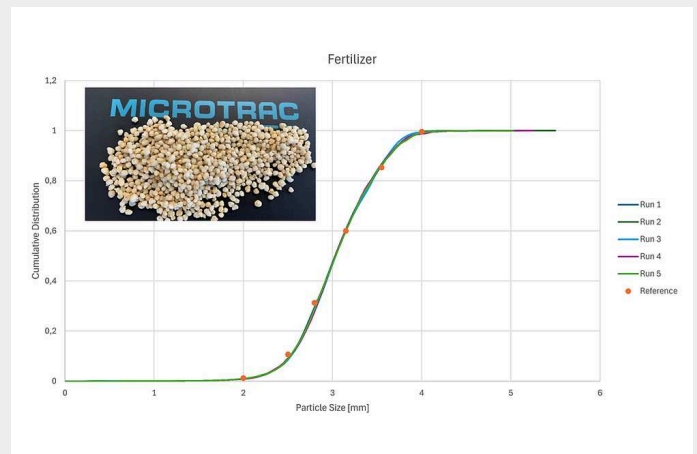 Fertilizer
1,2
MICROTRAC
1
0,8
0,6
0,4
0,2
0
Cumulative Distribution
0 1 2 3 4 5 6
Particle Size [mm]
Run 1
Run 2
Run 3
Run 4
Run 5
Reference